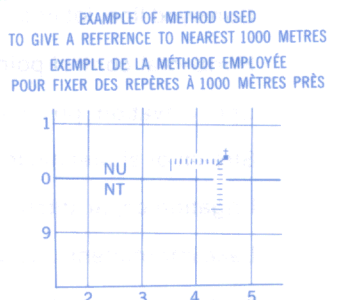 EXAMPLE OF METHOD USED
TO GIVE A REFERENCE TO NEAREST 1000 METRES
EXEMPLE DE LA MÉTHODE EMPLOYÉE
POUR FIXER DES REPÈRES À 1000 MÈTRES PRÈS
1
NU
0
NT
9
2 3 4 5